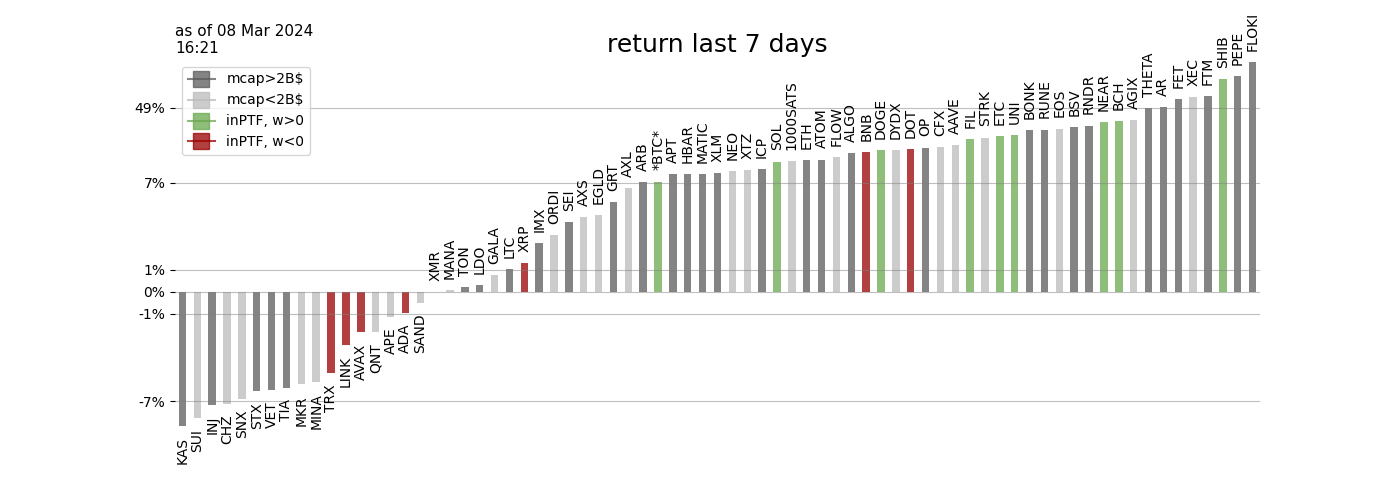 as of 08 Mar 2024
16:21
return last 7 days
mcap>2B$
mcap<2B$
inPTF, w>0
inPTF, w<0
49%
7%
1%
0%
-1%
-7%
KAS
SUI
INJ
CHZ
SNX
STX
VET
TIA
MKR
MINA
TRX
LINK
AVAX
QNT
APE
ADA
SAND
XMR
MANA
TON
LDO
GALA
LTC
XRP
IMX
ORDI
SEI
AXS
EGLD
GRT
AXL
ARB
*BTC*
APT
HBAR
MATIC
XLM
NEO
XTZ
ICP
SOL
1000SATS
ETH
ATOM
FLOW
ALGO
BNB
DOGE
DYDX
DOT
OP
CFX
AAVE
FIL
STRK
ETC
UNI
BONK
RUNE
EOS
BSV
RNDR
NEAR
BCH
AGIX
THETA
AR
FET
XEC
FTM
SHIB
PEPE
FLOKI